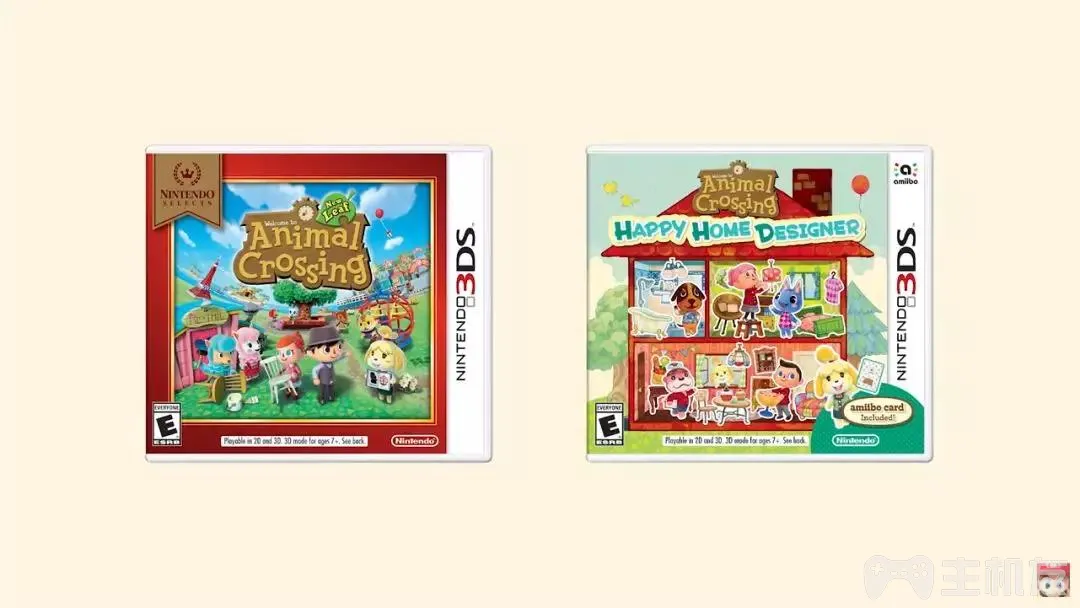 NINTENDO
SELECTS
Welcome to
New
Leaf
Animal
Crossing
EVERYONE
E
ESRB
Playable in 2D and 3D. 3D mode for ages 7+. See back.
Nintendo
NINTENDO 3DS
Welcome to
Animal
Crossing
HAPPY HOME DESIGNER
amiibo
NINTENDO 3DS
amiibo card
Included!
EVERYONE
E
ESRB
Playable in 2D and 3D. 3D mode for ages 7+. See back.
Nintendo
主机